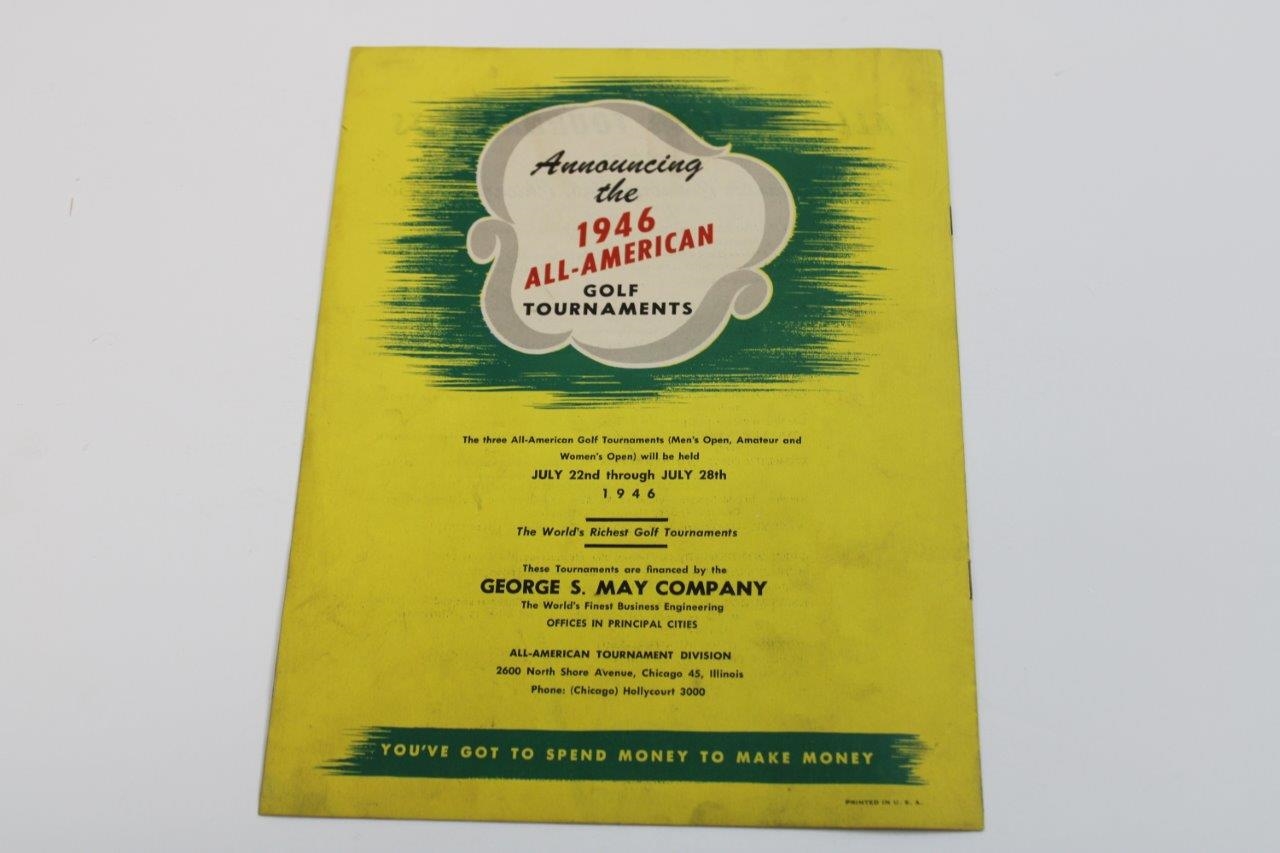 Announcing
the
1946
ALL-AMERICAN
GOLF
TOURNAMENTS
The three All-American Golf Tournaments (Men's Open, Amateur and
Women's Open) will be held
JULY 22nd through JULY 28th
1946
The World's Richest Golf Tournaments
These Tournaments are financed by the
GEORGE S. MAY COMPANY
The World's Finest Business Engineering
OFFICES IN PRINCIPAL CITIES
ALL-AMERICAN TOURNAMENT DIVISION
2600 North Shore Avenue, Chicago 45, Illinois
Phone: (Chicago) Hollycourt 3000
YOU'VE GOT TO SPEND MONEY TO MAKE MONEY
PRINTED IN U. S. A.